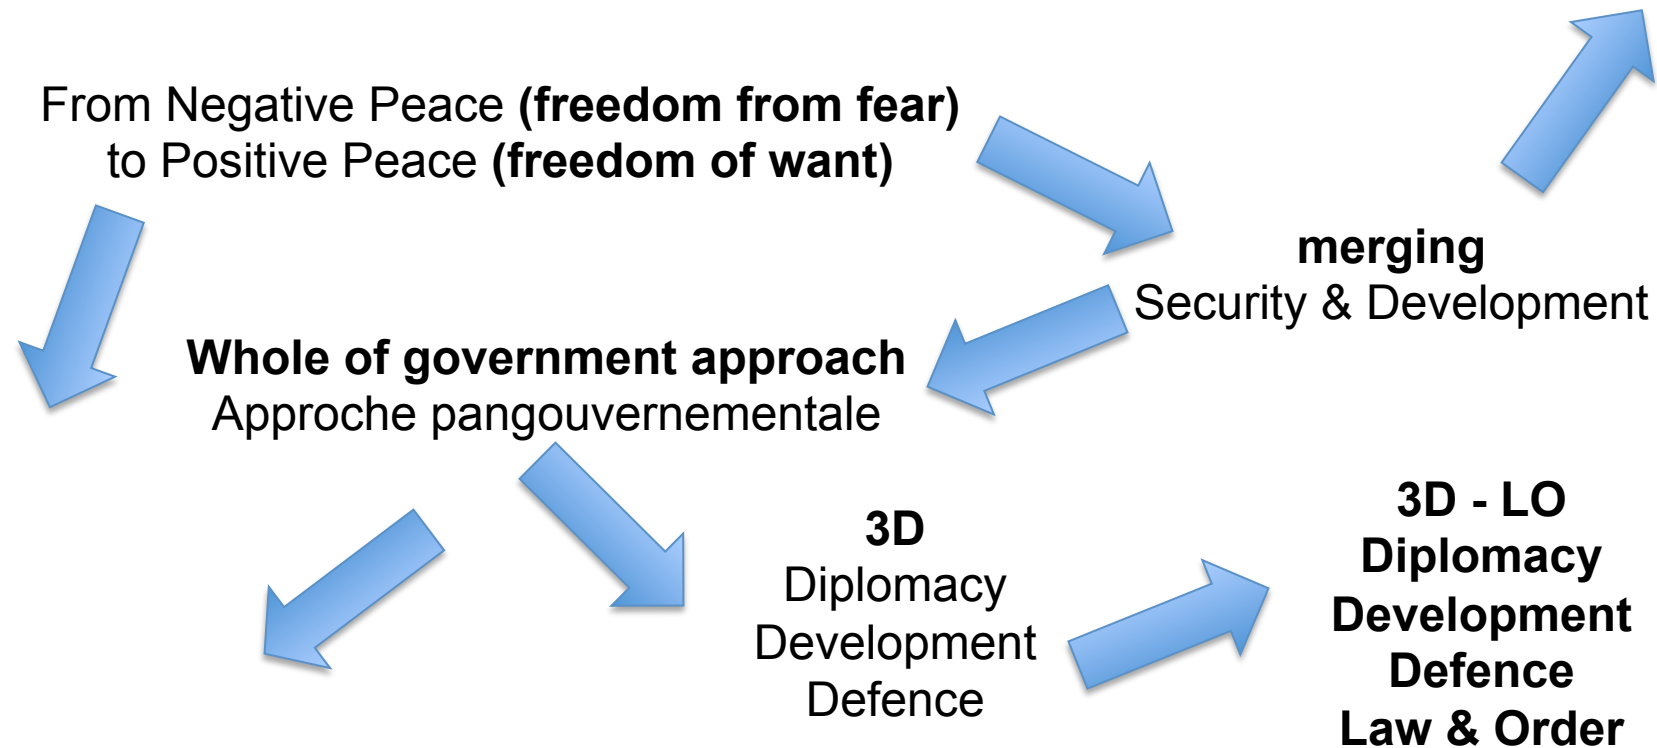 From Negative Peace (freedom from fear)
to Positive Peace (freedom of want)
merging
Security & Development
Whole of government approach
Approche pangouvernementale
3D
Diplomacy
Development
Defence
3D - LO
Diplomacy
Development
Defence
Law & Order